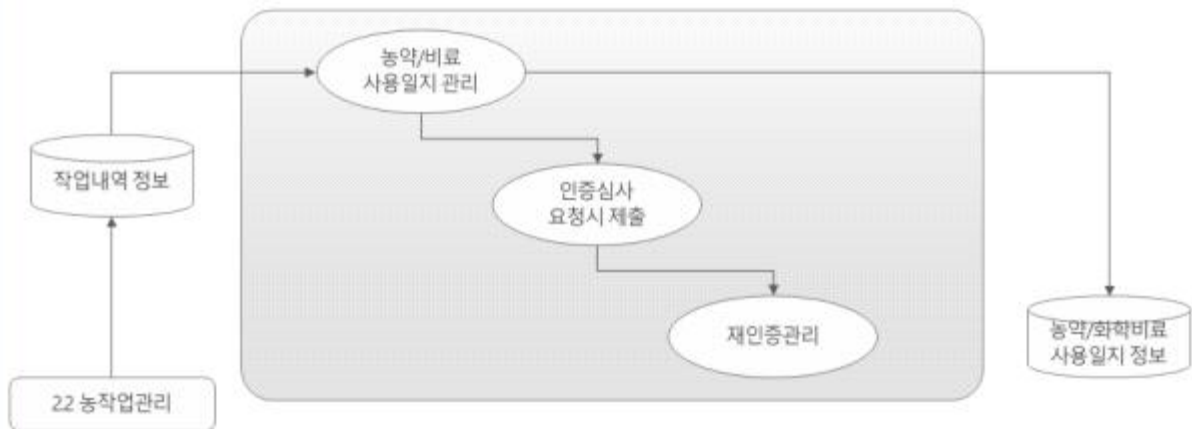 농약/비료
사용일지 관리
작업내역 정보
인증심사
요청시 제출
재인증관리
농약/화학비료
사용일지 정보
22 농작업관리